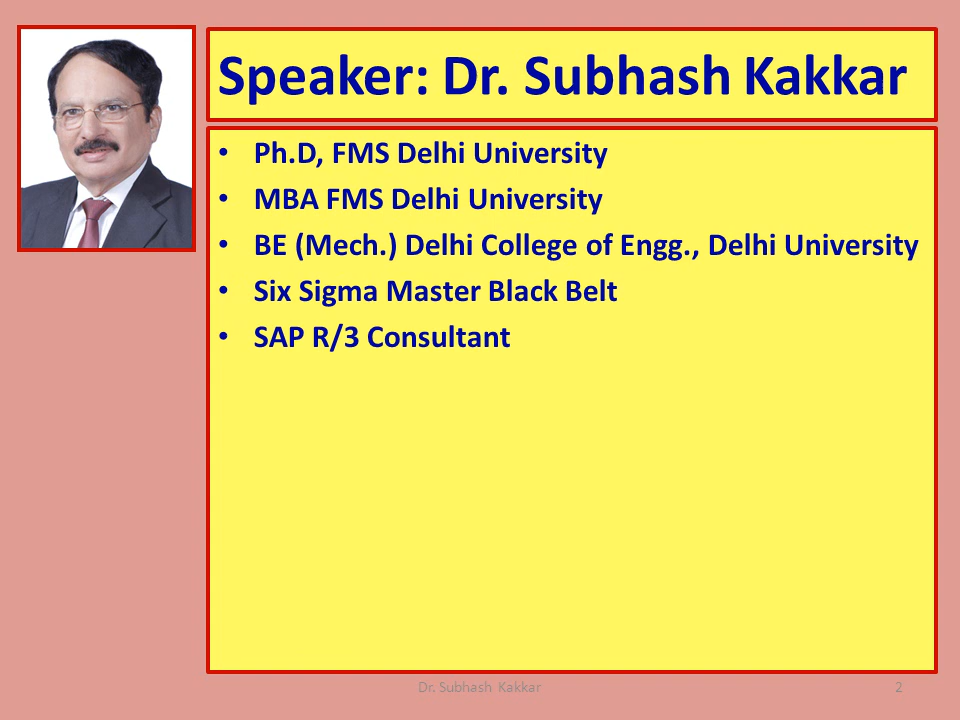 Speaker: Dr. Subhash Kakkar
• Ph.D, FMS Delhi University
• MBA FMS Delhi University
• BE (Mech.) Delhi College of Engg., Delhi University
• Six Sigma Master Black Belt
• SAP R/3 Consultant
Dr. Subhash Kakkar 2